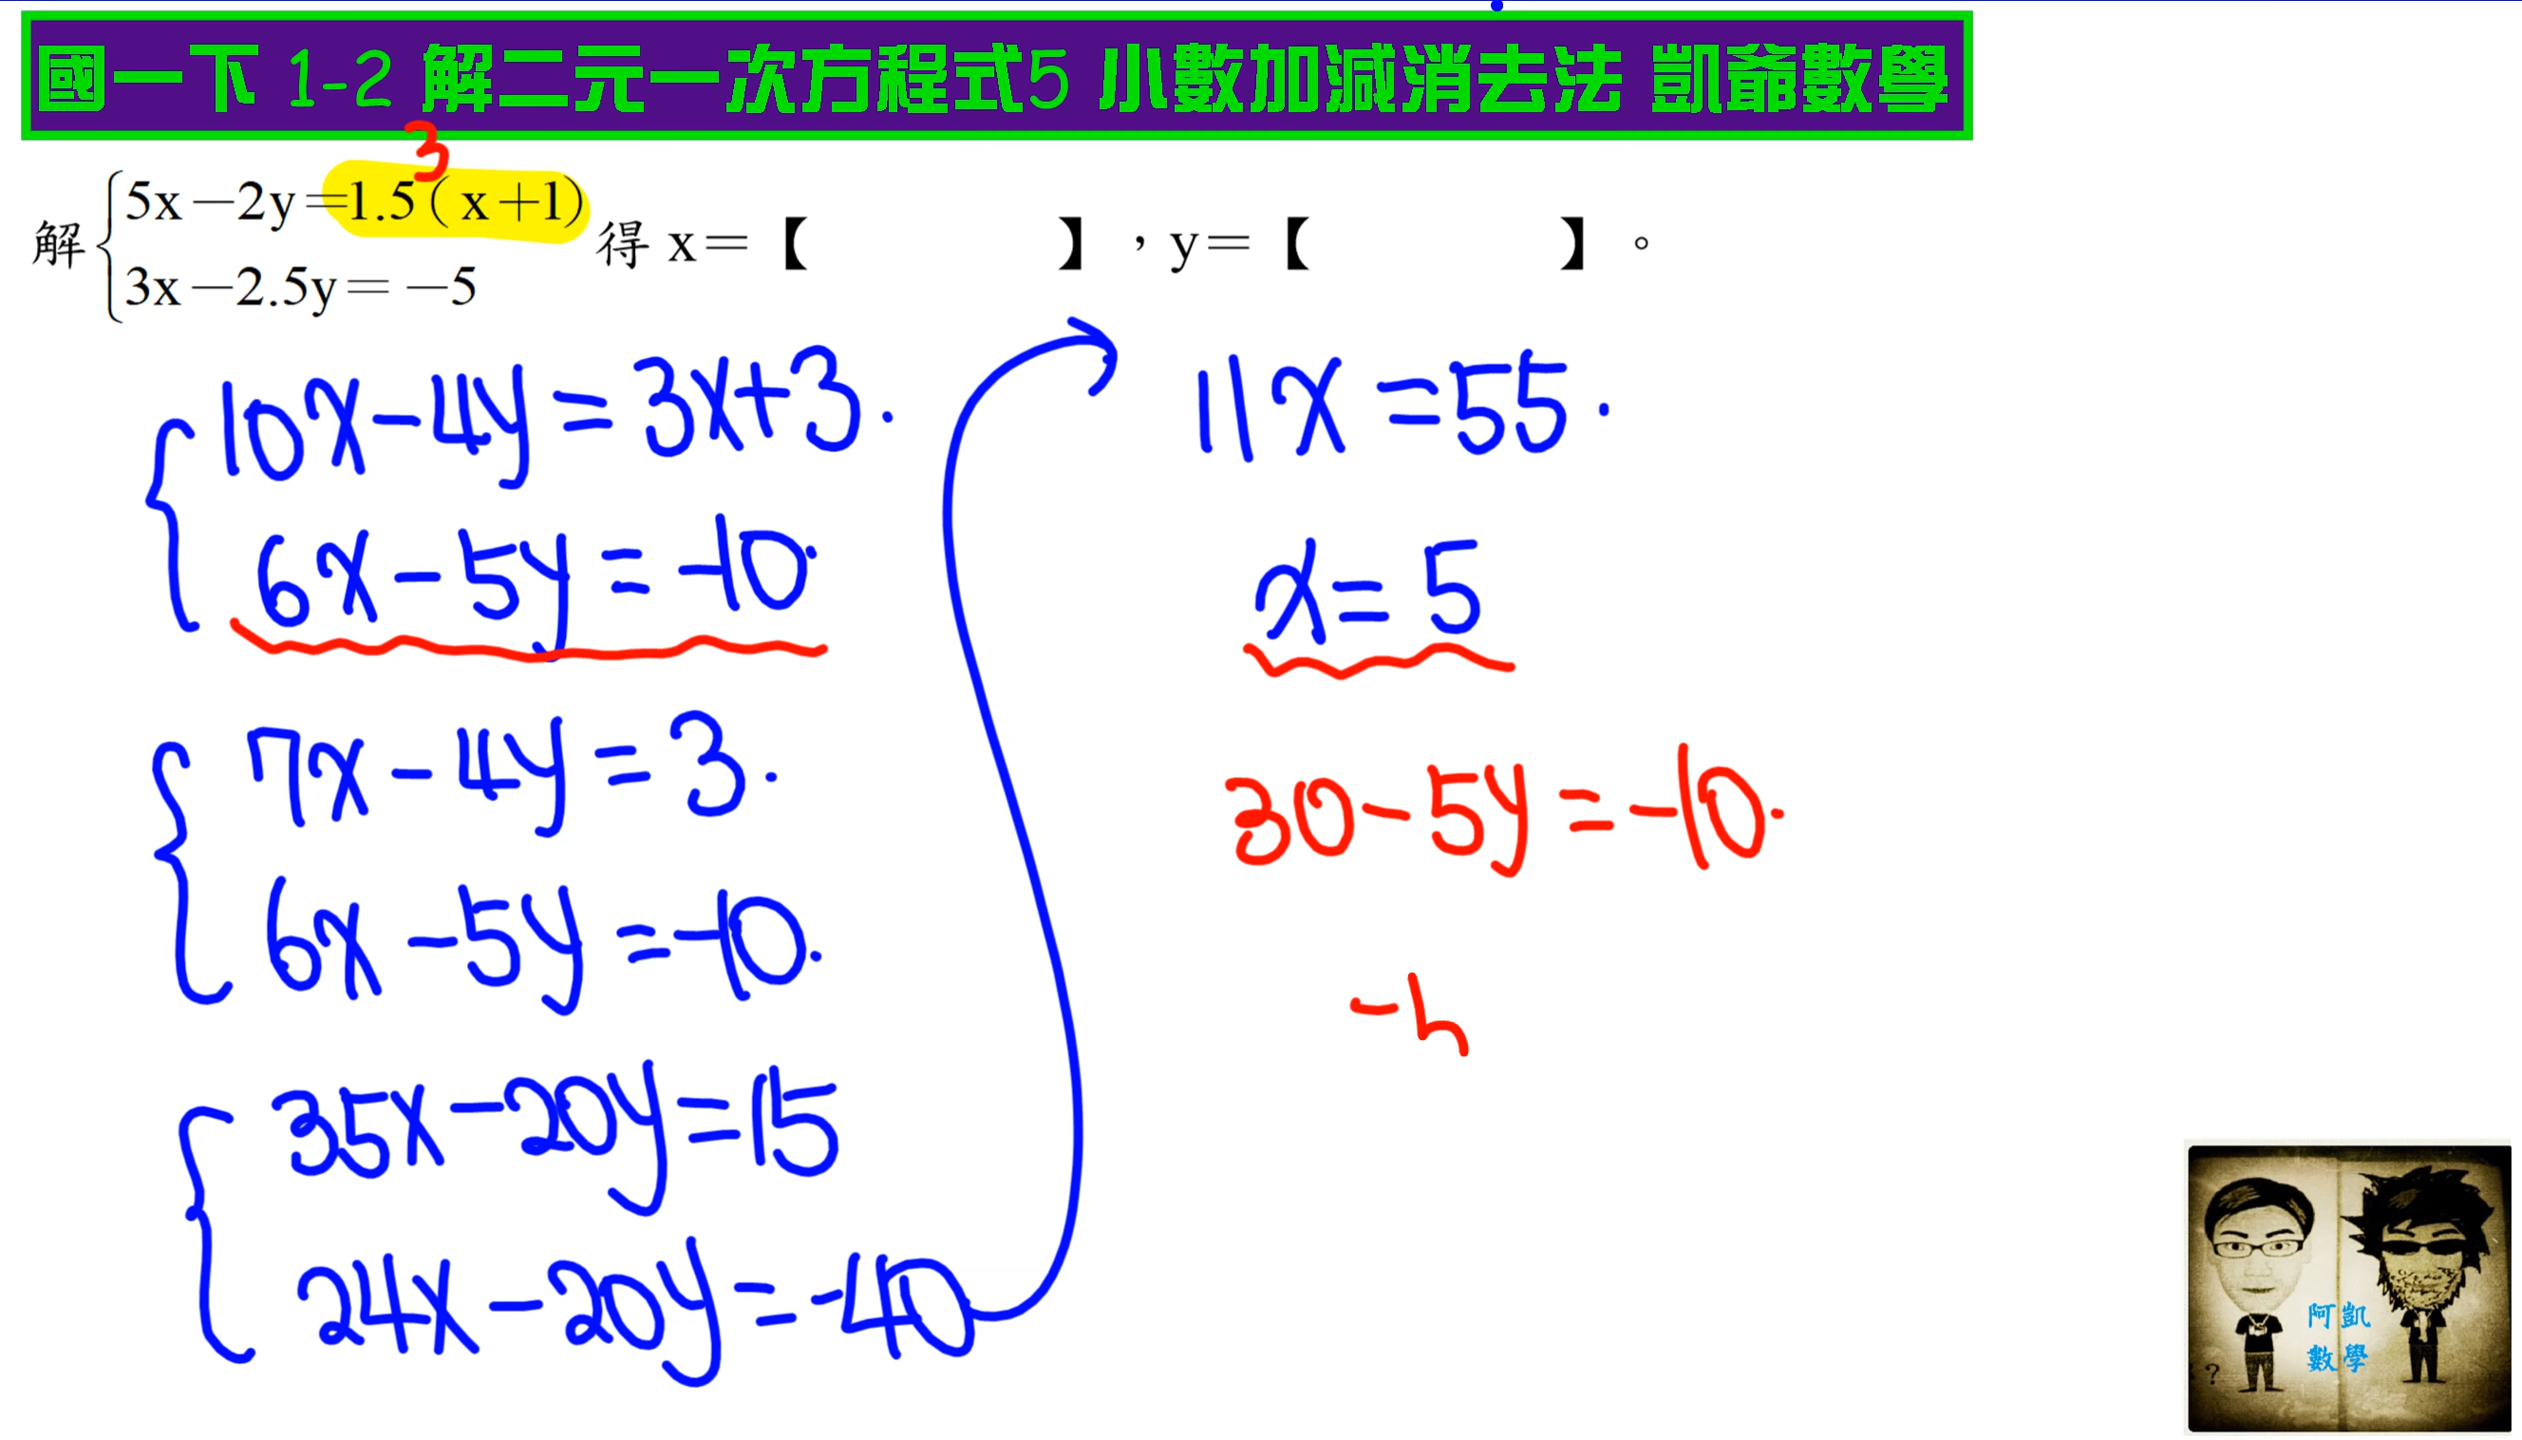 國一下 1-2 解二元一次方程式5 小數加減消去法 凱爺數學
3
解 5x－2y＝1.5(x＋1)
3x－2.5y＝－5
得 x＝【 】，y＝【 】。
10x-4y=3x+3.
6x-5y=-10.
7x-4y=3.
6x-5y=-10.
35x-20y=15
24x-20y=-40
11x=55.
x=5
30-5y=-10.
阿凱
數學
?